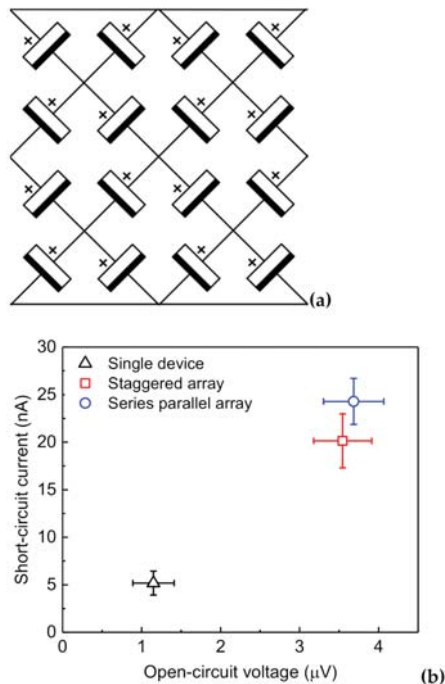 (a)
30
25
20
15
10
5
0
0
1
2
3
4
Short-circuit current (nA)
Single device
Staggered array
Series parallel array
Open-circuit voltage (μV)
(b)